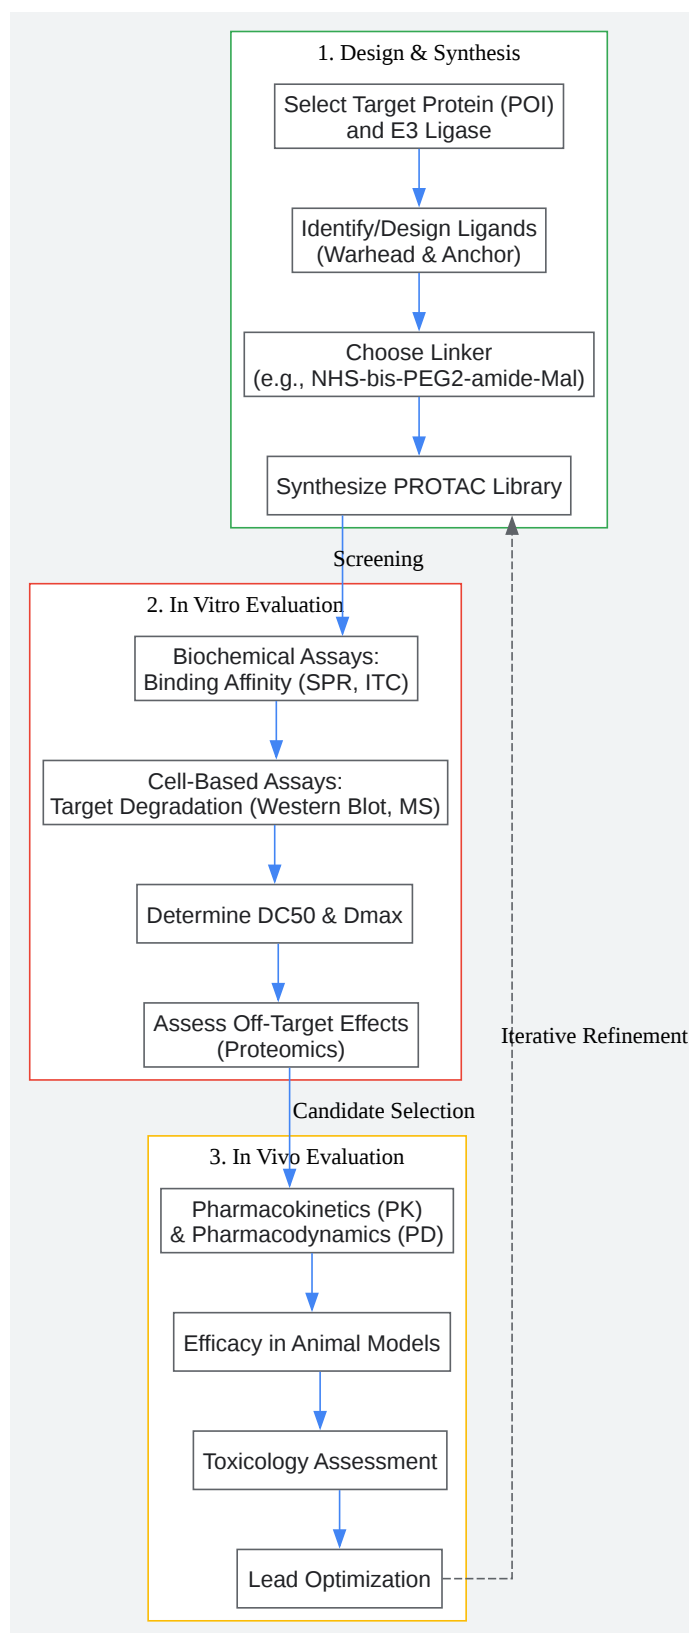 1. Design & Synthesis
Select Target Protein (POI)
and E3 Ligase
Identify/Design Ligands
(Warhead & Anchor)
Choose Linker
(e.g., NHS-bis-PEG2-amide-Mal)
Synthesize PROTAC Library
Screening
2. In Vitro Evaluation
Biochemical Assays:
Binding Affinity (SPR, ITC)
Cell-Based Assays:
Target Degradation (Western Blot, MS)
Determine DC50 & Dmax
Assess Off-Target Effects
(Proteomics)
Iterative Refinement
Candidate Selection
3. In Vivo Evaluation
Pharmacokinetics (PK)
& Pharmacodynamics (PD)
Efficacy in Animal Models
Toxicology Assessment
Lead Optimization